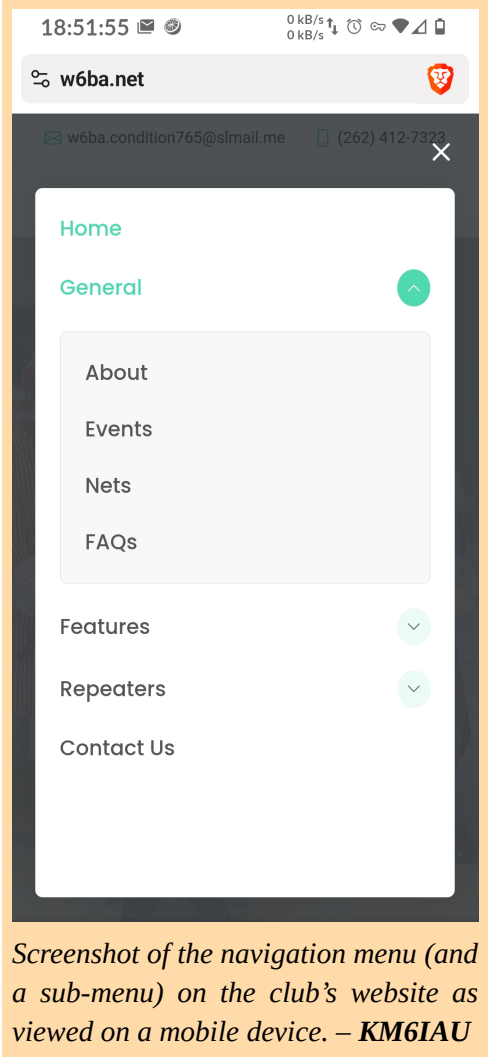 18:51:55
0 kB/s
0 kB/s
w6ba.net
w6ba.condition765@slmail.me (262) 412-7323
Home
General
About
Events
Nets
FAQs
Features
Repeaters
Contact Us
Screenshot of the navigation menu (and
a sub-menu) on the club’s website as
viewed on a mobile device. – KM6IAU